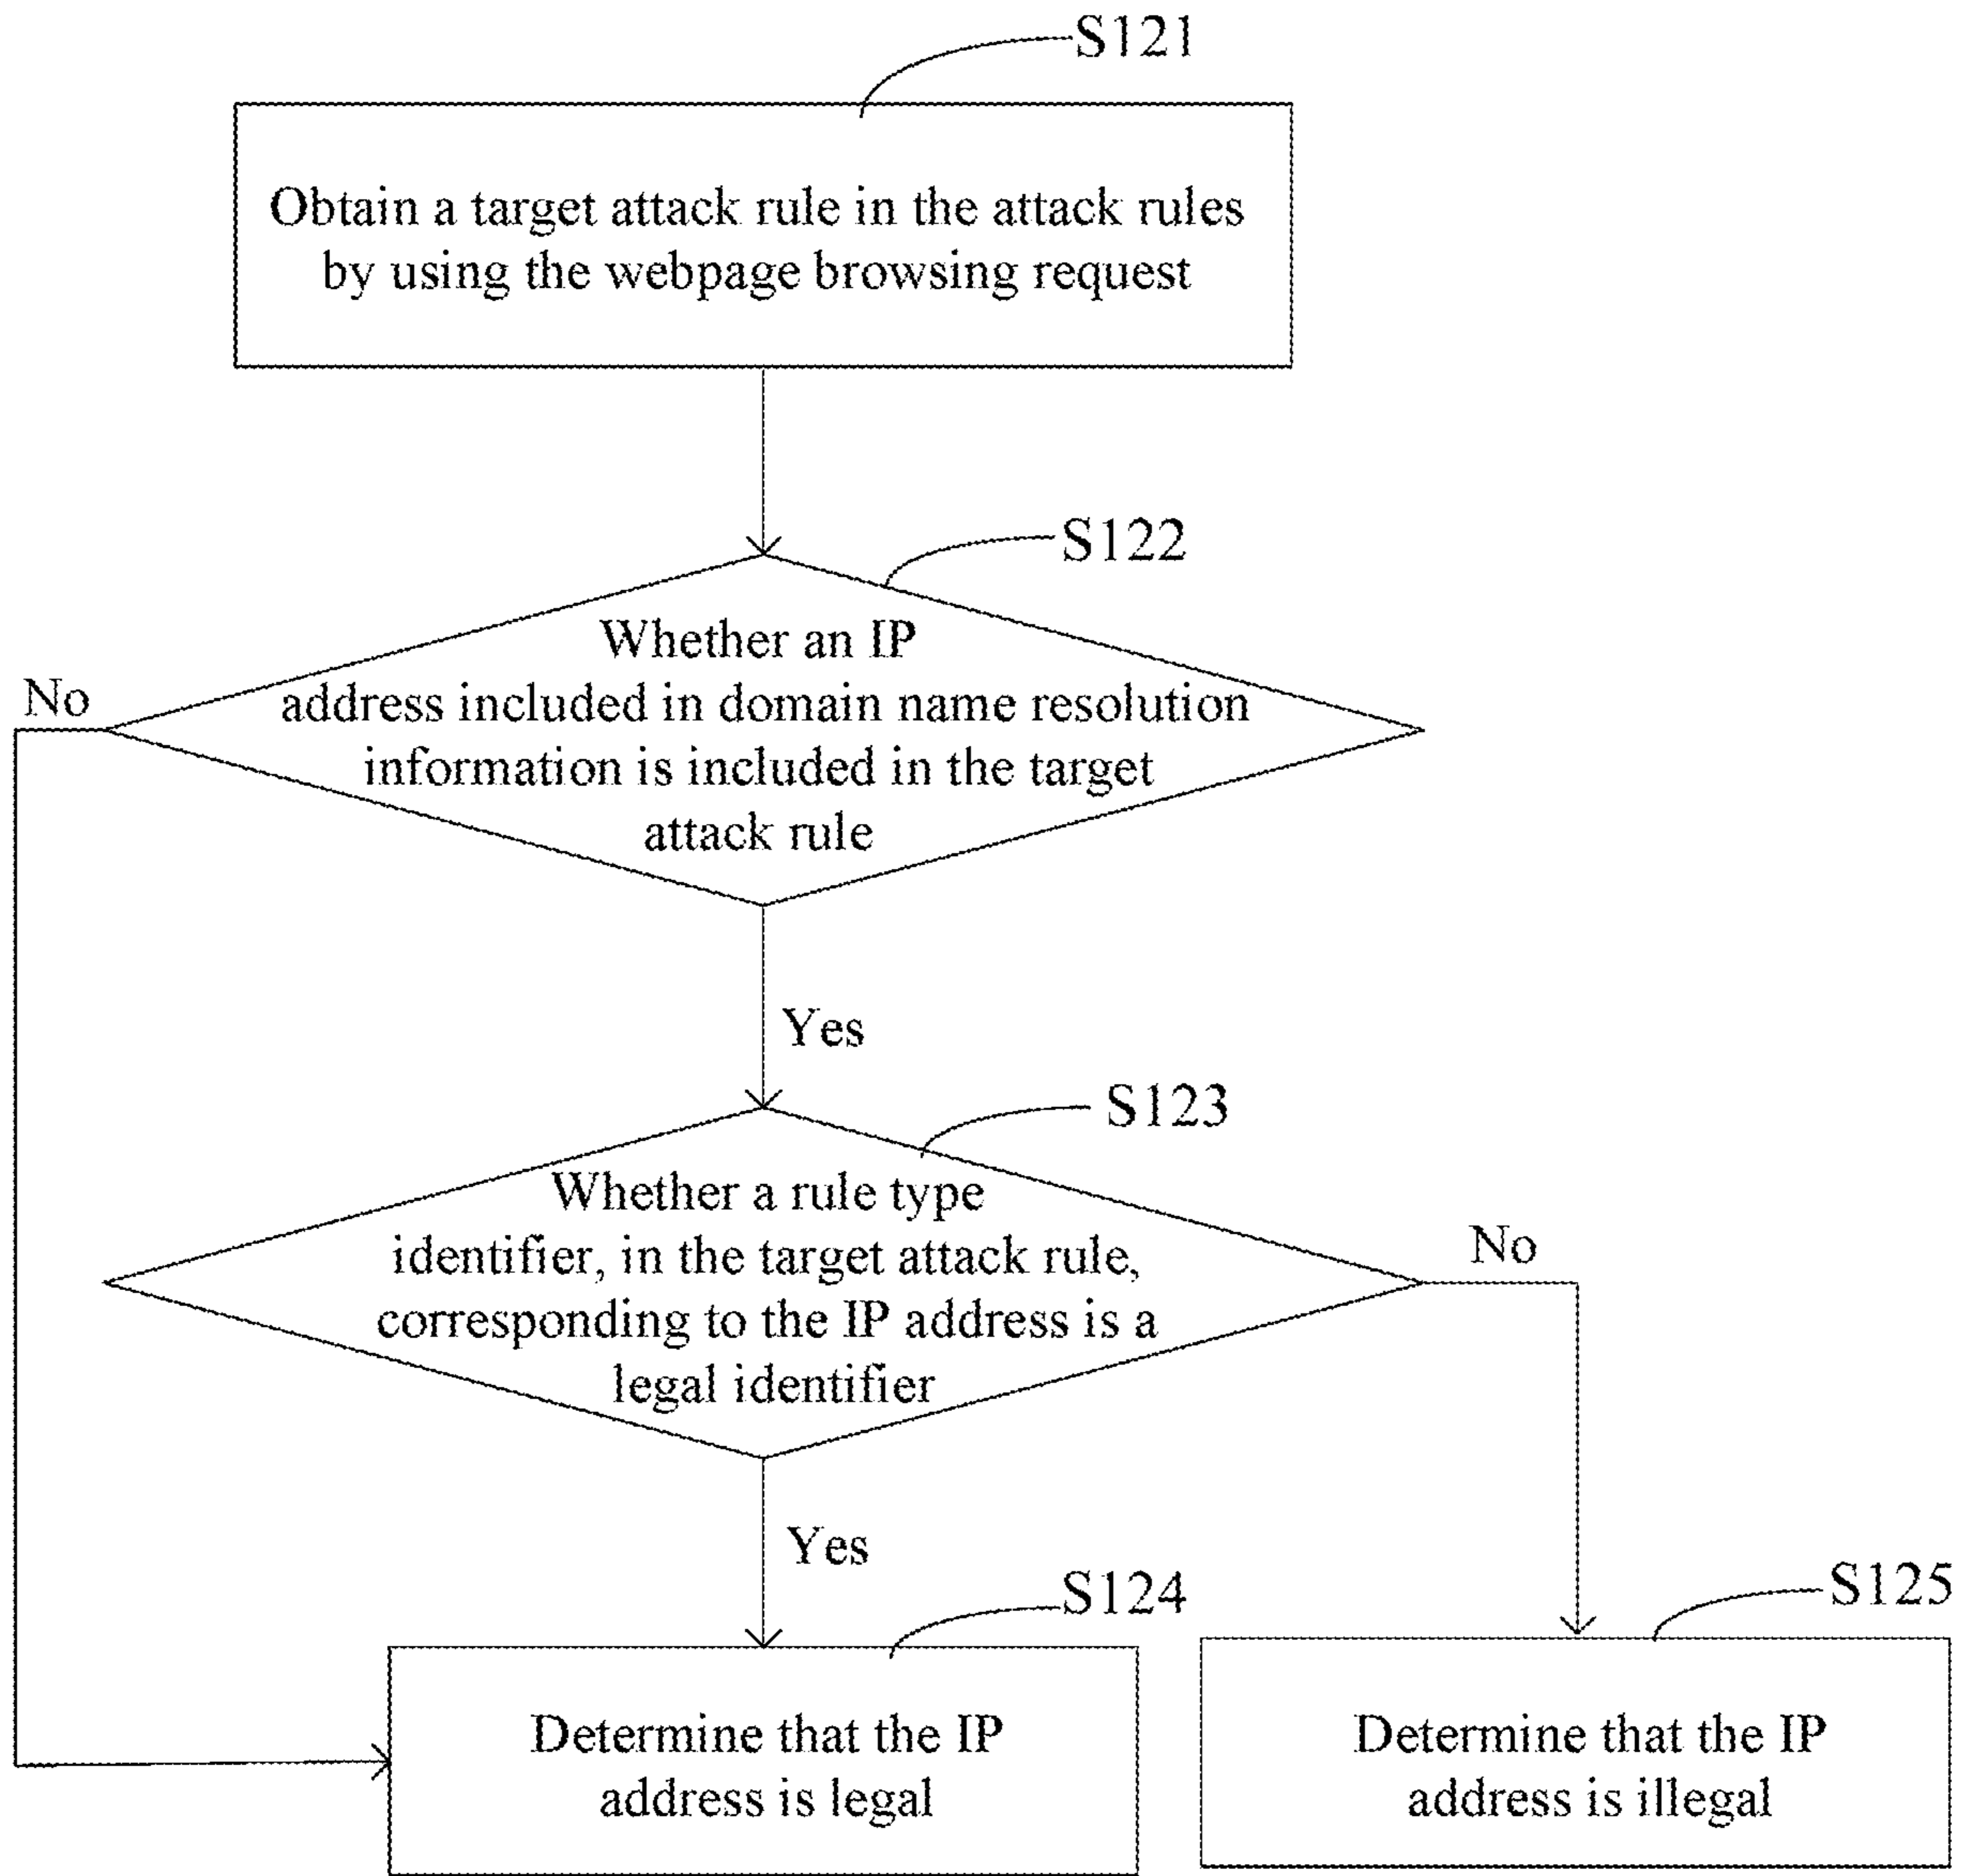 S121
Obtain a target attack rule in the attack rules
by using the webpage browsing request
S122
Whether an IP
address included in domain name resolution
information is included in the target
attack rule
No
Yes
S123
Whether a rule type
identifier, in the target attack rule,
corresponding to the IP address is a
legal identifier
No
Yes
S124
Determine that the IP
address is legal
S125
Determine that the IP
address is illegal